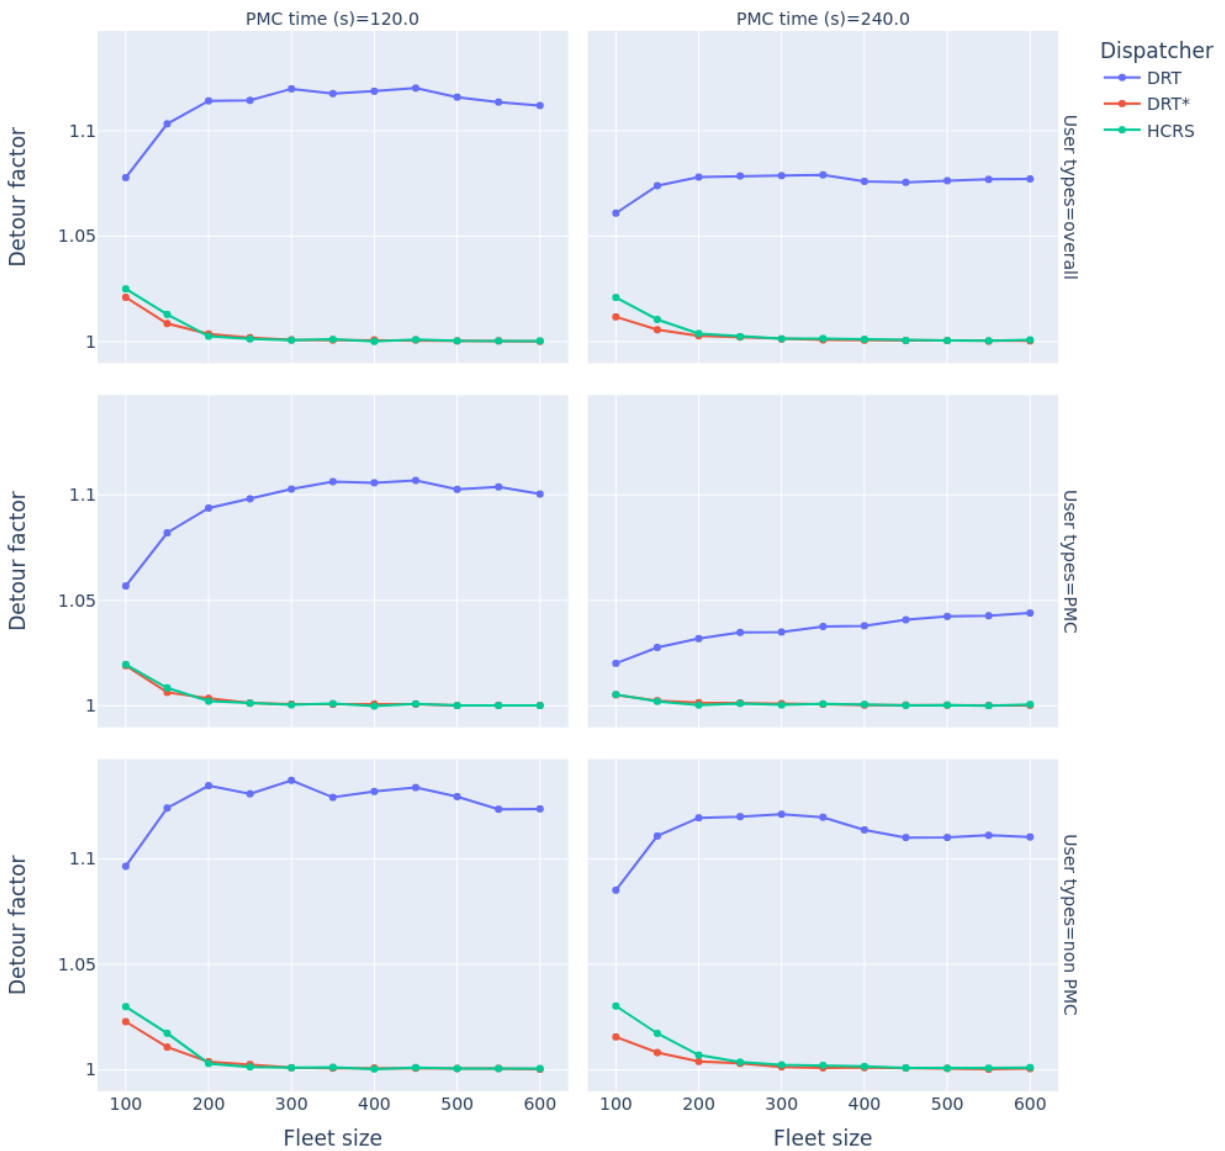 PMC time (s)=120.0
PMC time (s)=240.0
Dispatcher
DRT
DRT*
HCRS
Detour factor
1.1
1.05
1
User types=overall
Detour factor
1.1
1.05
1
User types=PMC
Detour factor
1.1
1.05
1
User types=non PMC
100 200 300 400 500 600
100 200 300 400 500 600
Fleet size
Fleet size